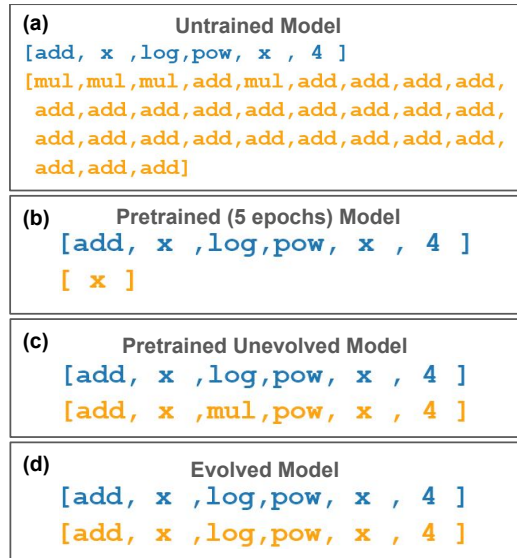 (a) Untrained Model
[add, x ,log,pow, x , 4 ]
[mul,mul,mul,add,mul,add,add,add,add,
add,add,add,add,add,add,add,add,add,
add,add,add,add,add,add,add,add,add,
add,add,add]
(b) Pretrained (5 epochs) Model
[add, x ,log,pow, x , 4 ]
[ x ]
(c) Pretrained Unevolved Model
[add, x ,log,pow, x , 4 ]
[add, x ,mul,pow, x , 4 ]
(d) Evolved Model
[add, x ,log,pow, x , 4 ]
[add, x ,log,pow, x , 4 ]